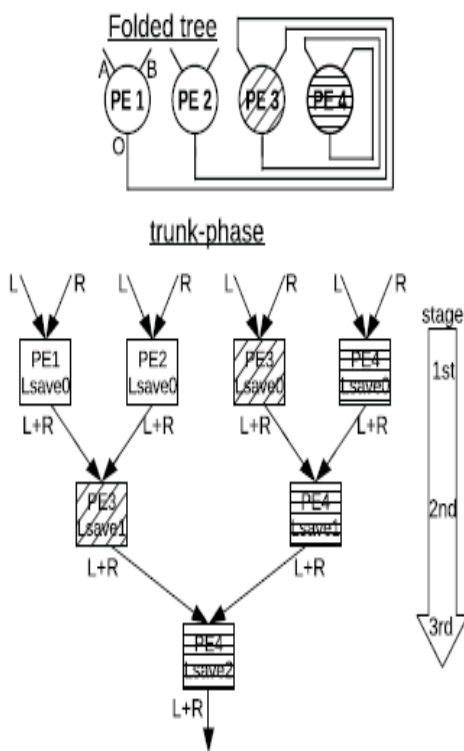 Folded tree
A B
PE 1 PE 2 PE 3 PE 4
O
trunk-phase
L R L R L R L R
stage
PE1 PE2 PE3 PE4
1st
Lsave0 Lsave0 Lsave0 Lsave0
L+R L+R L+R L+R
PE3 PE4
2nd
Lsave1 Lsave1
L+R L+R
3rd
PE4
Lsave2
L+R